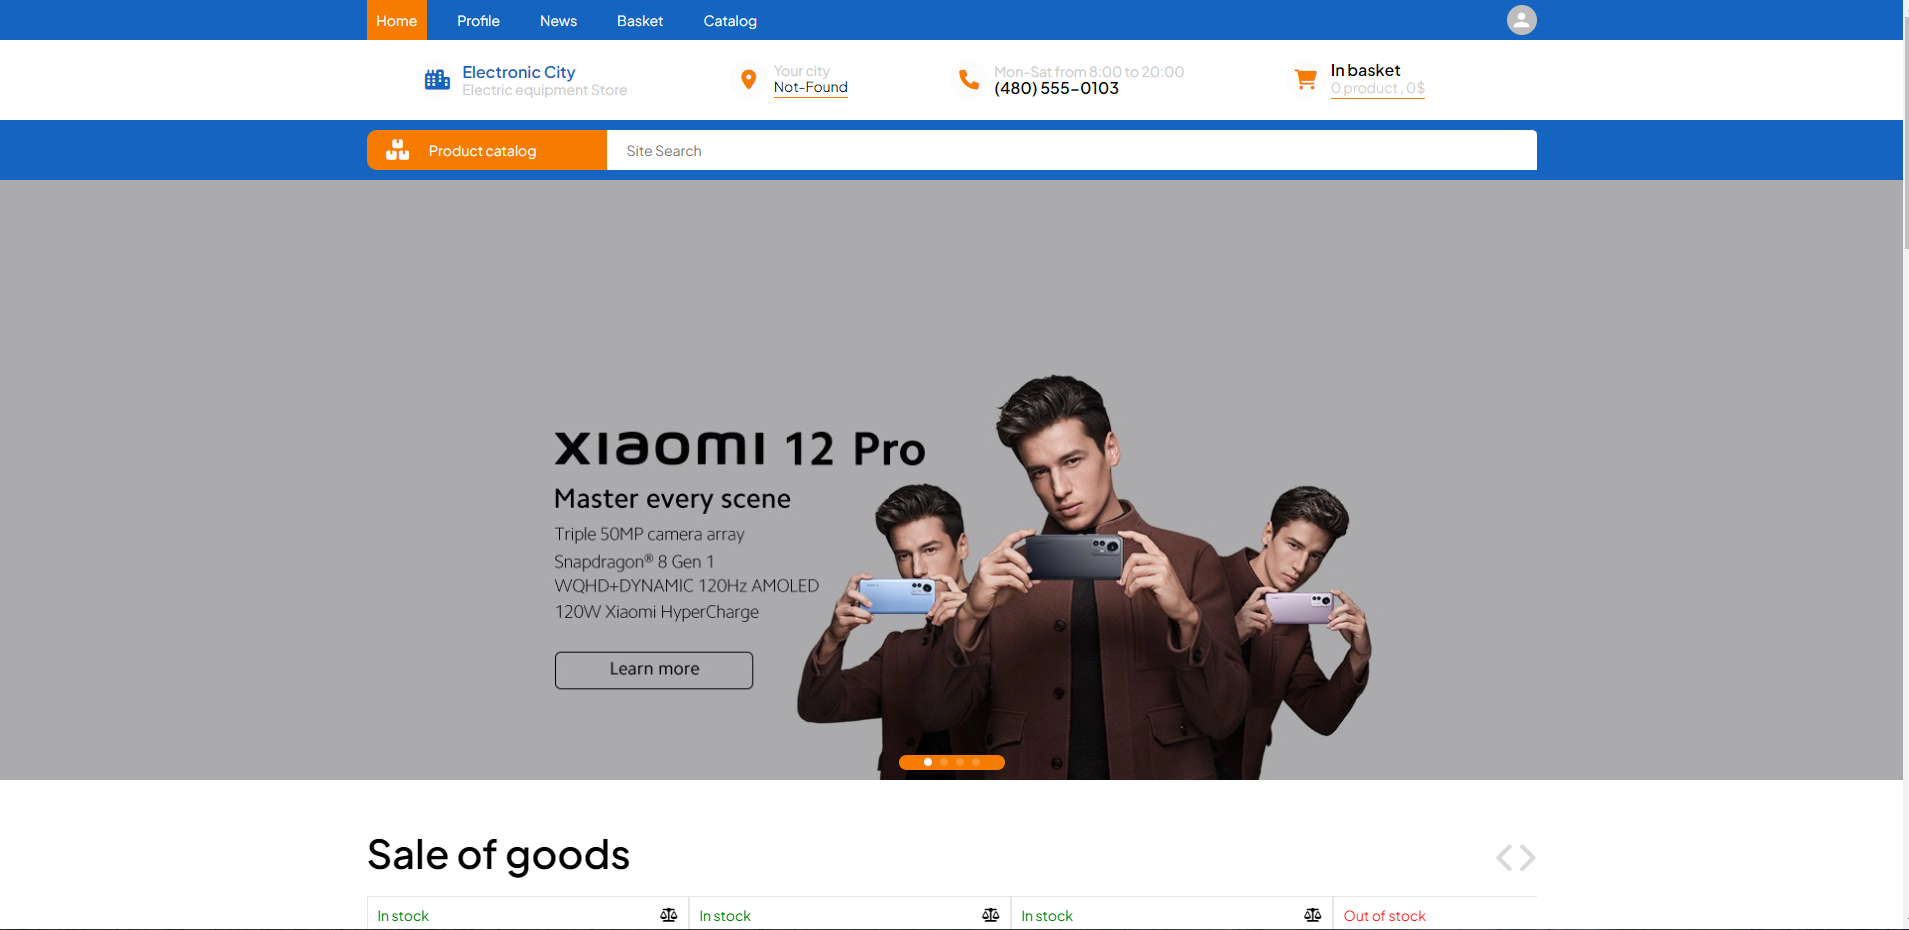 Home Profile News Basket Catalog
Electronic City
Electric equipment Store
Your city
Not-Found
Mon-Sat from 8:00 to 20:00
(480) 555-0103
In basket
0 product , 0$
Product catalog
Site Search
xiaomi 12 Pro
Master every scene
Triple 50MP camera array
Snapdragon® 8 Gen 1
WQHD+DYNAMIC 120Hz AMOLED
120W Xiaomi HyperCharge
Learn more
Sale of goods
In stock In stock In stock Out of stock